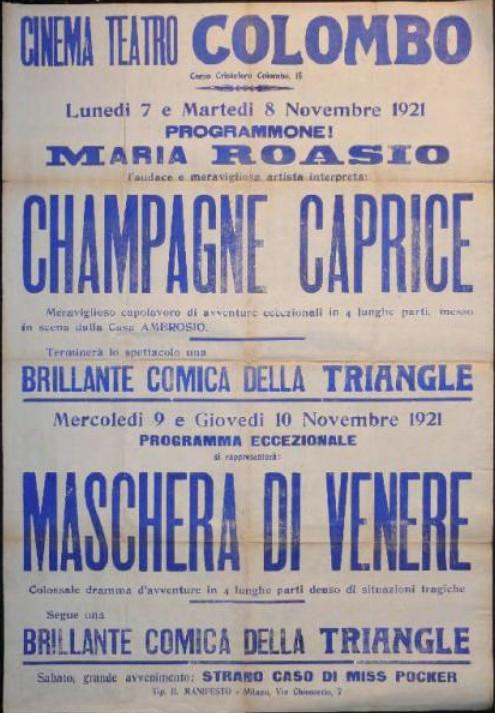 CINEMA TEATRO COLOMBO
Corso Cristoforo Colombo, 15
Lunedì 7 e Martedì 8 Novembre 1921
PROGRAMMONE!
MARIA ROASIO
l'audace e meravigliosa artista interpreta:
CHAMPAGNE CAPRICE
Meraviglioso capolavoro di avventure eccezionali in 4 lunghe parti, messo
in scena dalla Casa AMBROSIO.
Terminerà lo spettacolo una
BRILLANTE COMICA DELLA TRIANGLE
Mercoledì 9 e Giovedì 10 Novembre 1921
PROGRAMMA ECCEZIONALE
si rappresenterà:
MASCHERA DI VENERE
Colossale dramma d'avventure in 4 lunghe parti denso di situazioni tragiche
Segue una
BRILLANTE COMICA DELLA TRIANGLE
Sabato, grande avvenimento: STRANO CASO DI MISS POCKER
Tip. Il MANIFESTO - Milano, Via 7